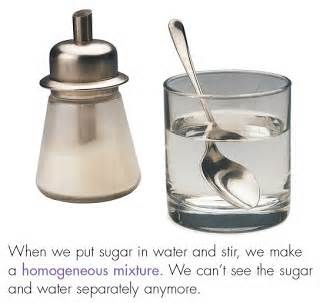 When we put sugar in water and stir, we make
a homogeneous mixture. We can't see the sugar
and water separately anymore.